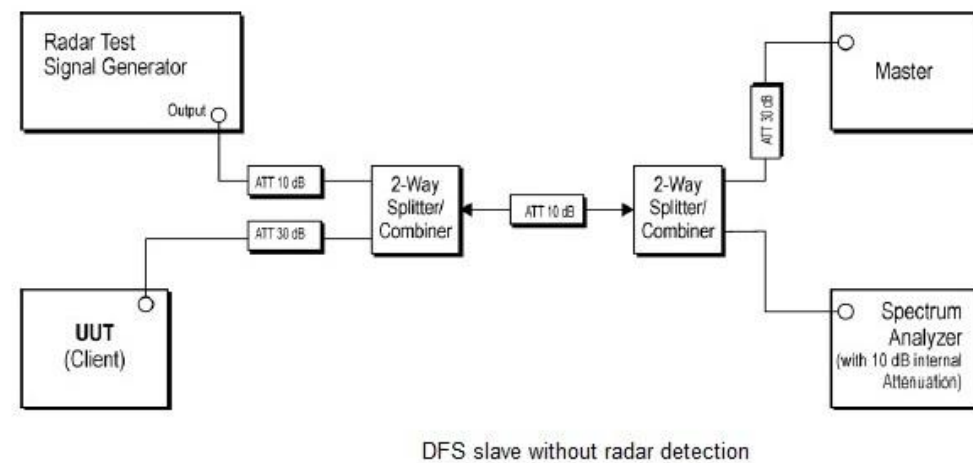 Radar Test
Signal Generator
Output
ATT 10 dB
ATT 30 dB
2-Way
Splitter/
Combiner
ATT 10 dB
2-Way
Splitter/
Combiner
ATT 30 dB
Master
UUT
(Client)
Spectrum
Analyzer
(with 10 dB internal
Attenuation)
DFS slave without radar detection